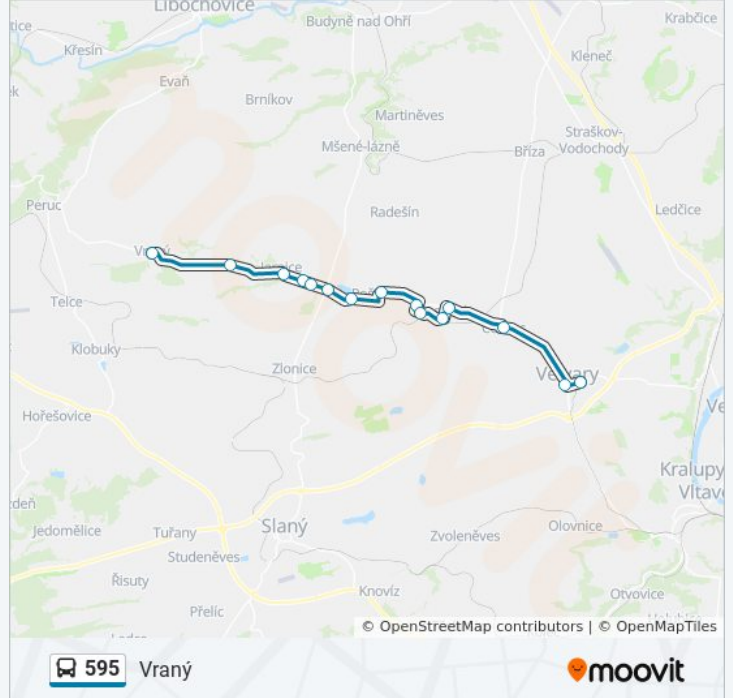 Libochovice
Krabčice
Budyně nad Ohří
Křesín
Kleneč
Evaň
Brníkov
Martiněves
Straškov-
Vodochody
Mšené-lázně
Bříza
Peruc
Radešín
Ledčice
Telce
Klobuky
Zlonice
Velvary
Hořešovice
Kralupy
Vltav
Slaný
Jedomělice
Tuřany
Zvoleněves
Olovnice
Studeněves
Řisuty
Knovíz
Otvovice
Přelíc
© OpenStreetMap contributors | © OpenMapTiles
595 Vraný
moovit